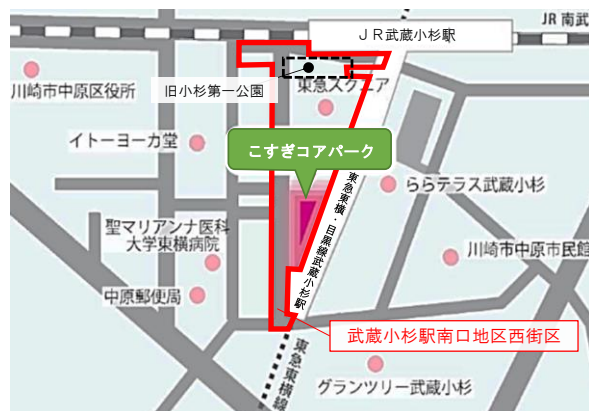 JR 南武
ＪＲ武蔵小杉駅
川崎市中原区役所
旧小杉第一公園
東急スクエア
イトーヨーカ堂
こすぎコアパーク
東急東横・目黒線武蔵小杉駅
ららテラス武蔵小杉
聖マリアンナ医科
大学東横病院
川崎市中原市民館
中原郵便局
武蔵小杉駅南口地区西街区
東急東横線
グランツリー武蔵小杉